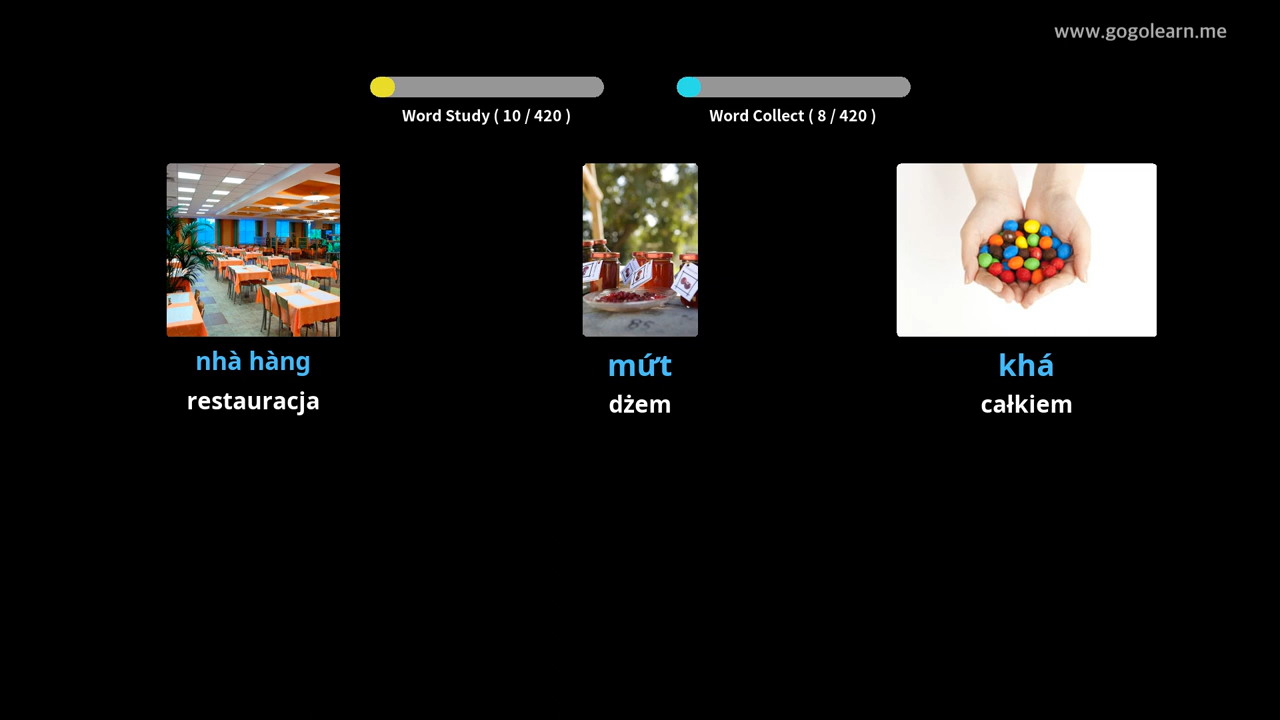 www.gogolearn.me
Word Study ( 10 / 420 )
Word Collect ( 8 / 420 )
nhà hàng
restauracja
mứt
dżem
khá
całkiem